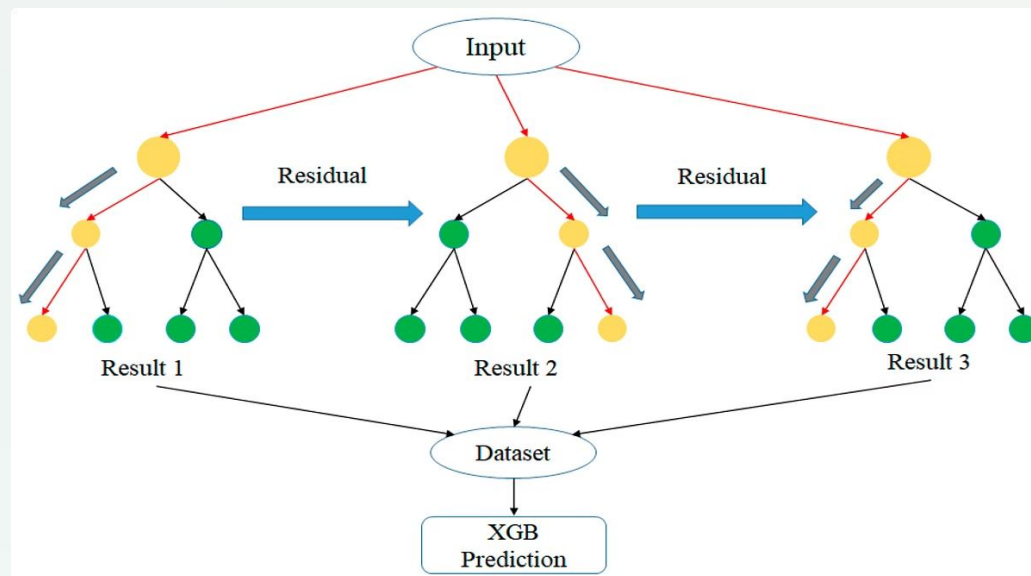 Input
Residual
Residual
Result 1
Result 2
Result 3
Dataset
XGB
Prediction